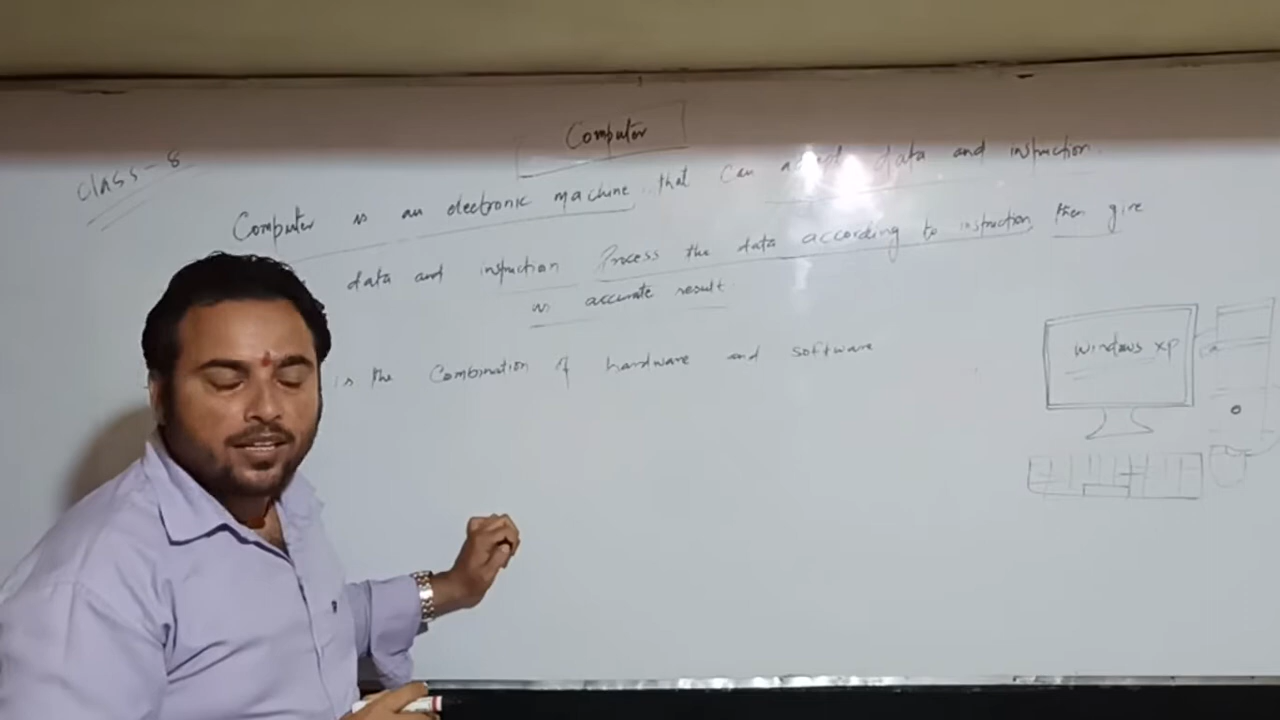 Computer
class-8
Computer is an electronic machine that can accept data and instruction.
data and instruction Process the data according to instruction then give
us accurate result.
is the Combination of hardware and software
windows xp